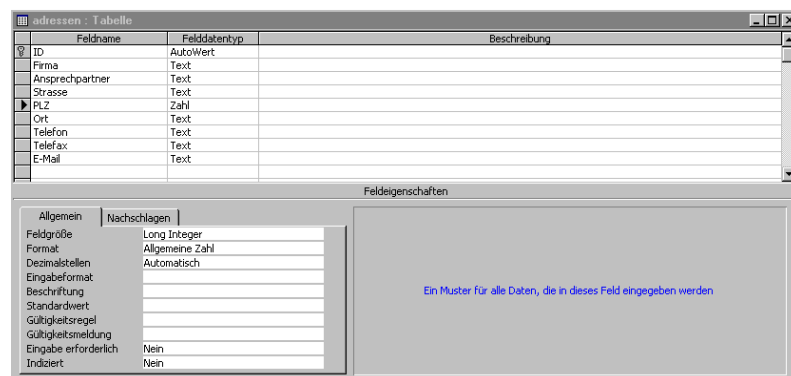 adressen : Tabelle
Feldname Felddatentyp Beschreibung
ID AutoWert
Firma Text
Ansprechpartner Text
Strasse Text
PLZ Zahl
Ort Text
Telefon Text
Telefax Text
E-Mail Text
Feldeigenschaften
Allgemein Nachschlagen
Feldgröße Long Integer
Format Allgemeine Zahl
Dezimalstellen Automatisch
Eingabeformat
Beschriftung
Standardwert
Gültigkeitsregel
Gültigkeitsmeldung
Eingabe erforderlich Nein
Indiziert Nein
Ein Muster für alle Daten, die in dieses Feld eingegeben werden